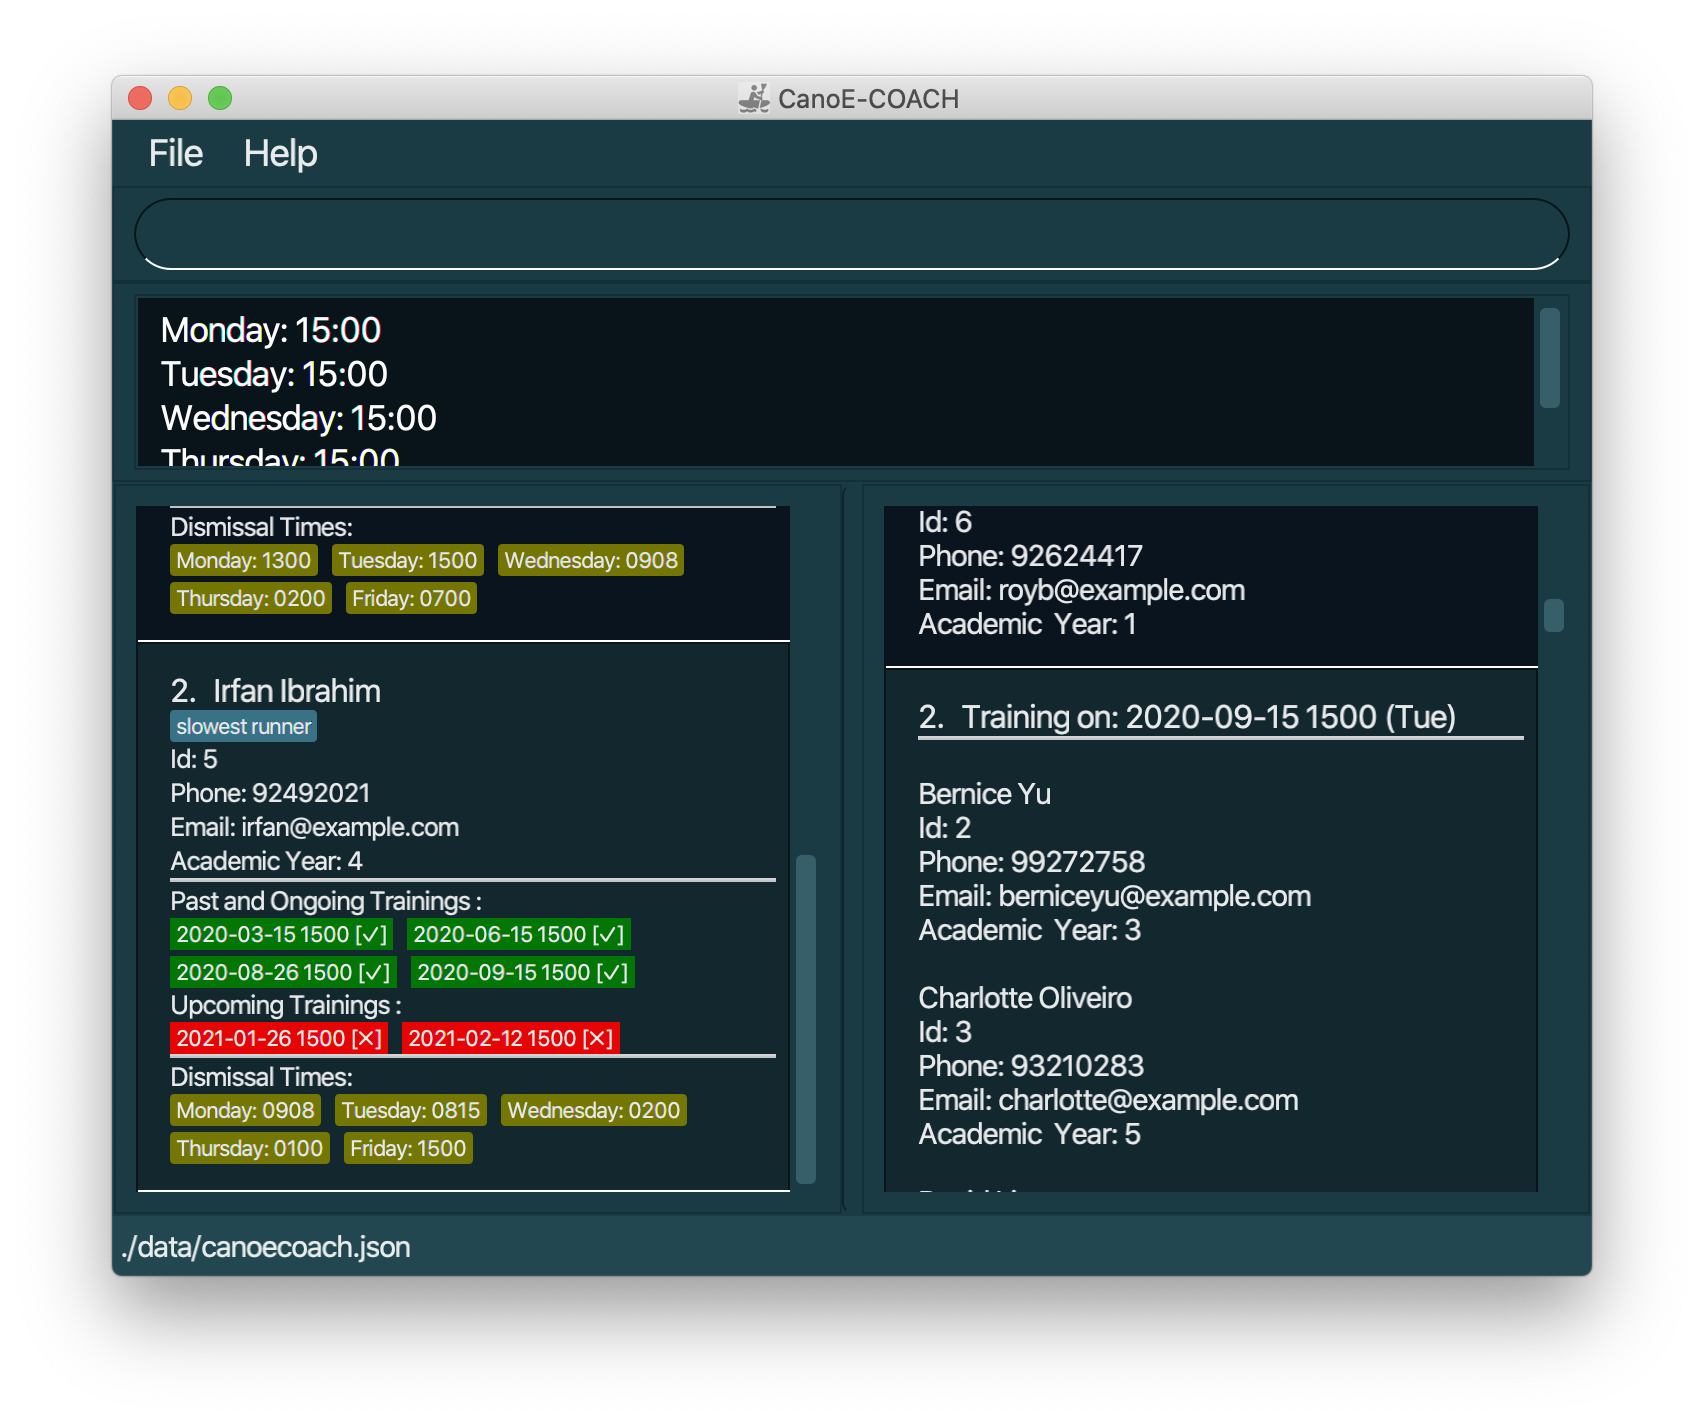 CanoE-COACH
File Help
Monday: 15:00
Tuesday: 15:00
Wednesday: 15:00
Thursday: 15:00
Dismissal Times:
Monday: 1300 Tuesday: 1500 Wednesday: 0908
Thursday: 0200 Friday: 0700
2. Irfan Ibrahim
slowest runner
Id: 5
Phone: 92492021
Email: irfan@example.com
Academic Year: 4
Past and Ongoing Trainings :
2020-03-15 1500 [✓] 2020-06-15 1500 [✓]
2020-08-26 1500 [✓] 2020-09-15 1500 [✓]
Upcoming Trainings :
2021-01-26 1500 [✕] 2021-02-12 1500 [✕]
Dismissal Times:
Monday: 0908 Tuesday: 0815 Wednesday: 0200
Thursday: 0100 Friday: 1500
Id: 6
Phone: 92624417
Email: royb@example.com
Academic Year: 1
2. Training on: 2020-09-15 1500 (Tue)
Bernice Yu
Id: 2
Phone: 99272758
Email: berniceyu@example.com
Academic Year: 3
Charlotte Oliveiro
Id: 3
Phone: 93210283
Email: charlotte@example.com
Academic Year: 5
./data/canoecoach.json